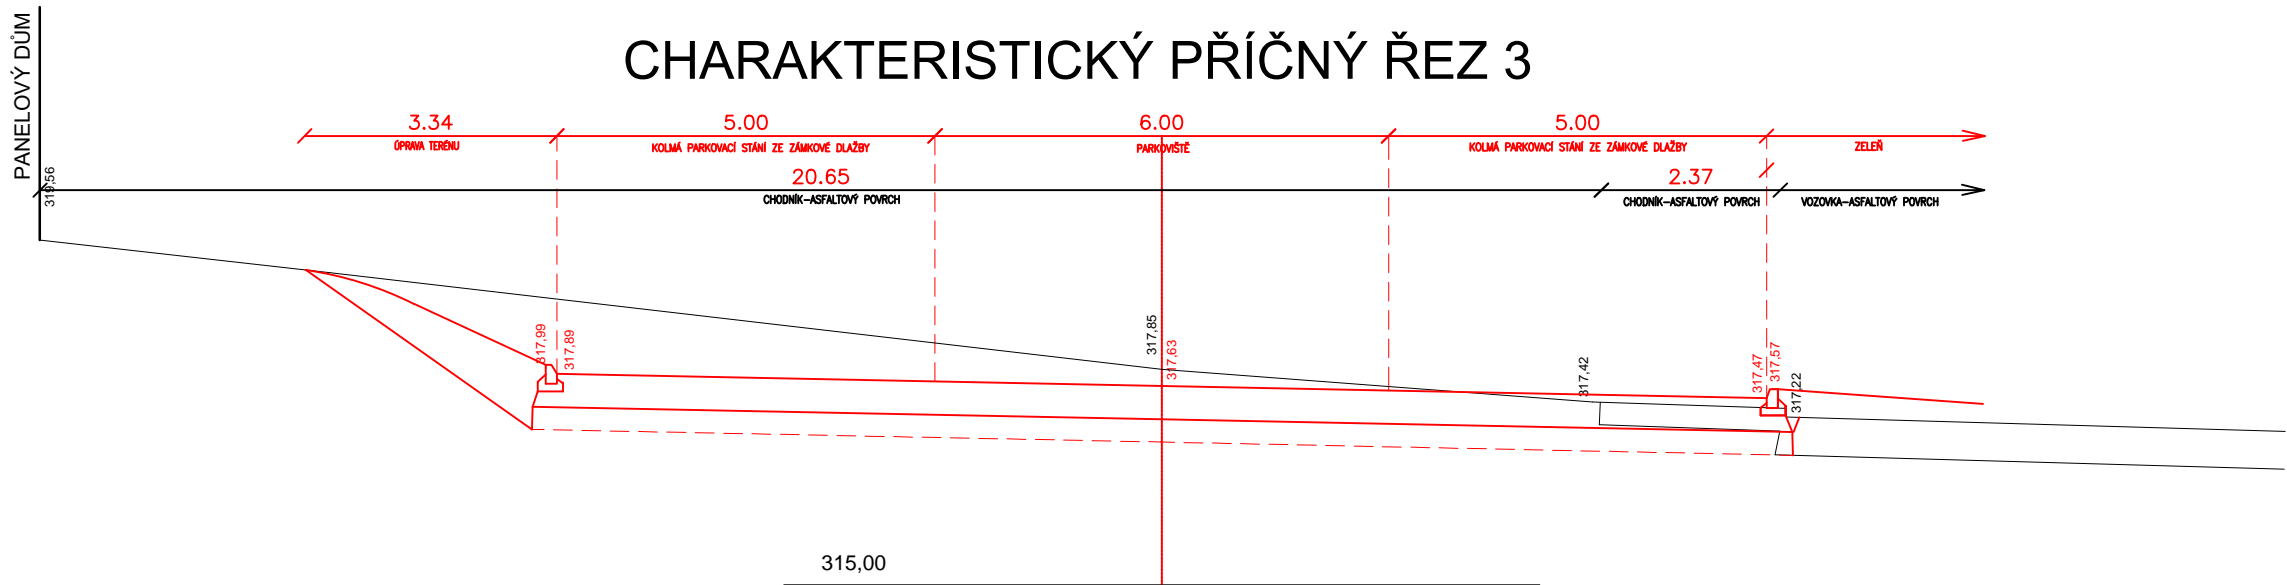 CHARAKTERISTICKÝ PŘÍČNÝ ŘEZ 3
PANELOVÝ DŮM
3.34
5.00
6.00
5.00
ÚPRAVA TERÉNU
KOLMÁ PARKOVACÍ STÁNÍ ZE ZÁMKOVÉ DLAŽBY
PARKOVIŠTĚ
KOLMÁ PARKOVACÍ STÁNÍ ZE ZÁMKOVÉ DLAŽBY
ZELEŇ
319,56
20.65
2.37
CHODNÍK-ASFALTOVÝ POVRCH
CHODNÍK-ASFALTOVÝ POVRCH
VOZOVKA-ASFALTOVÝ POVRCH
317,99
317,89
317,85
317,63
317,42
317,47
317,57
317,22
315,00